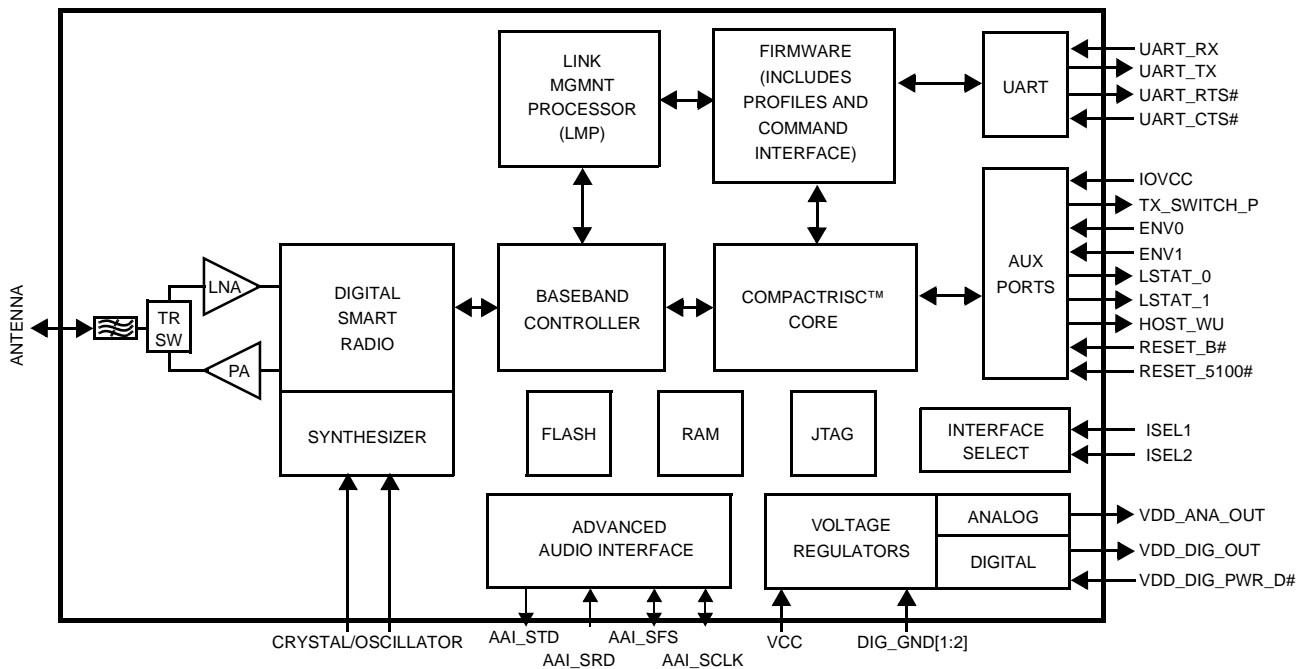 LINK
MGMNT
PROCESSOR
(LMP)
FIRMWARE
(INCLUDES
PROFILES AND
COMMAND
INTERFACE)
UART
UART_RX
UART_TX
UART_RTS#
UART_CTS#
AUX
PORTS
IOVCC
TX_SWITCH_P
ENV0
ENV1
LSTAT_0
LSTAT_1
HOST_WU
RESET_B#
RESET_5100#
ANTENNA
TR
SW
LNA
PA
DIGITAL
SMART
RADIO
BASEBAND
CONTROLLER
COMPACTRISC™
CORE
SYNTHESIZER
FLASH
RAM
JTAG
INTERFACE
SELECT
ISEL1
ISEL2
ADVANCED
AUDIO INTERFACE
VOLTAGE
REGULATORS
ANALOG
DIGITAL
VDD_ANA_OUT
VDD_DIG_OUT
VDD_DIG_PWR_D#
CRYSTAL/OSCILLATOR
AAI_STD
AAI_SRD
AAI_SFS
AAI_SCLK
VCC
DIG_GND[1:2]